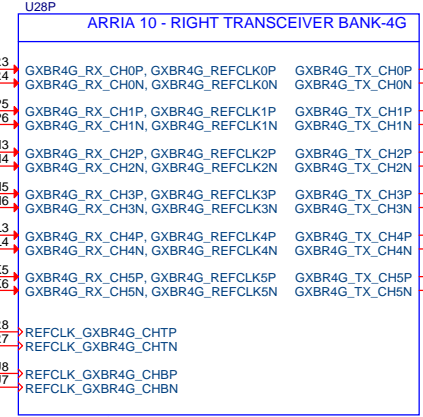 U28P
ARRIA 10 - RIGHT TRANSCEIVER BANK-4G
GXBR4G_RX_CH0P, GXBR4G_REFCLK0P GXBR4G_TX_CH0P
GXBR4G_RX_CH0N, GXBR4G_REFCLK0N GXBR4G_TX_CH0N
GXBR4G_RX_CH1P, GXBR4G_REFCLK1P GXBR4G_TX_CH1P
GXBR4G_RX_CH1N, GXBR4G_REFCLK1N GXBR4G_TX_CH1N
GXBR4G_RX_CH2P, GXBR4G_REFCLK2P GXBR4G_TX_CH2P
GXBR4G_RX_CH2N, GXBR4G_REFCLK2N GXBR4G_TX_CH2N
GXBR4G_RX_CH3P, GXBR4G_REFCLK3P GXBR4G_TX_CH3P
GXBR4G_RX_CH3N, GXBR4G_REFCLK3N GXBR4G_TX_CH3N
GXBR4G_RX_CH4P, GXBR4G_REFCLK4P GXBR4G_TX_CH4P
GXBR4G_RX_CH4N, GXBR4G_REFCLK4N GXBR4G_TX_CH4N
GXBR4G_RX_CH5P, GXBR4G_REFCLK5P GXBR4G_TX_CH5P
GXBR4G_RX_CH5N, GXBR4G_REFCLK5N GXBR4G_TX_CH5N
REFCLK_GXBR4G_CHTP
REFCLK_GXBR4G_CHTN
REFCLK_GXBR4G_CHBP
REFCLK_GXBR4G_CHBN